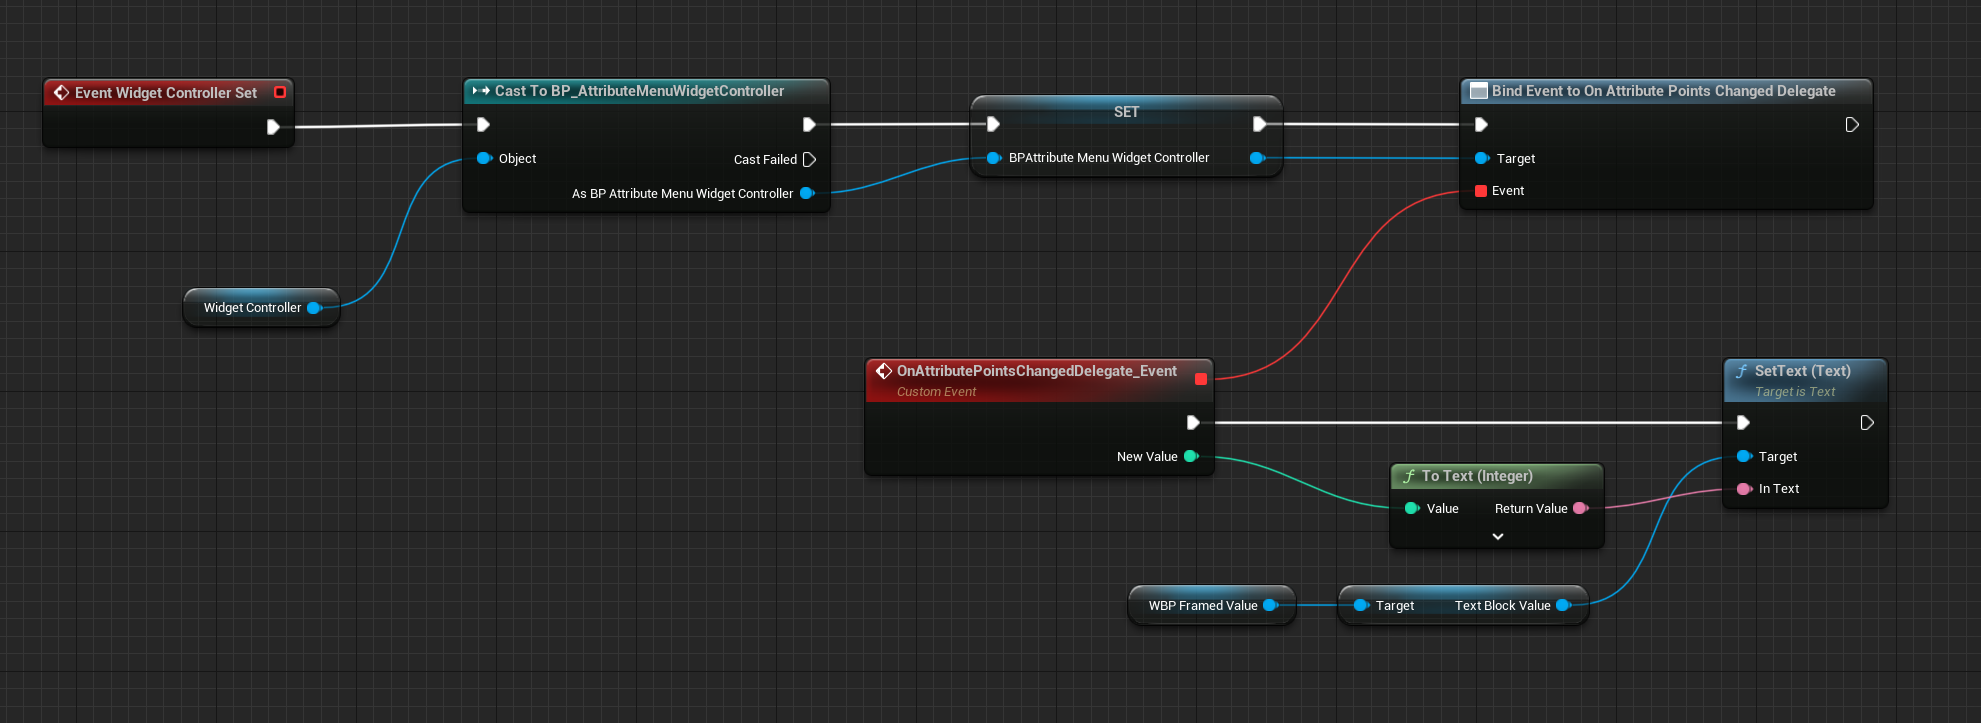 Event Widget Controller Set
Cast To BP_AttributeMenuWidgetController
Object
Cast Failed
As BP Attribute Menu Widget Controller
SET
BPAttribute Menu Widget Controller
Bind Event to On Attribute Points Changed Delegate
Target
Event
Widget Controller
OnAttributePointsChangedDelegate_Event
Custom Event
New Value
SetText (Text)
Target is Text
Target
In Text
To Text (Integer)
Value Return Value
WBP Framed Value
Target Text Block Value